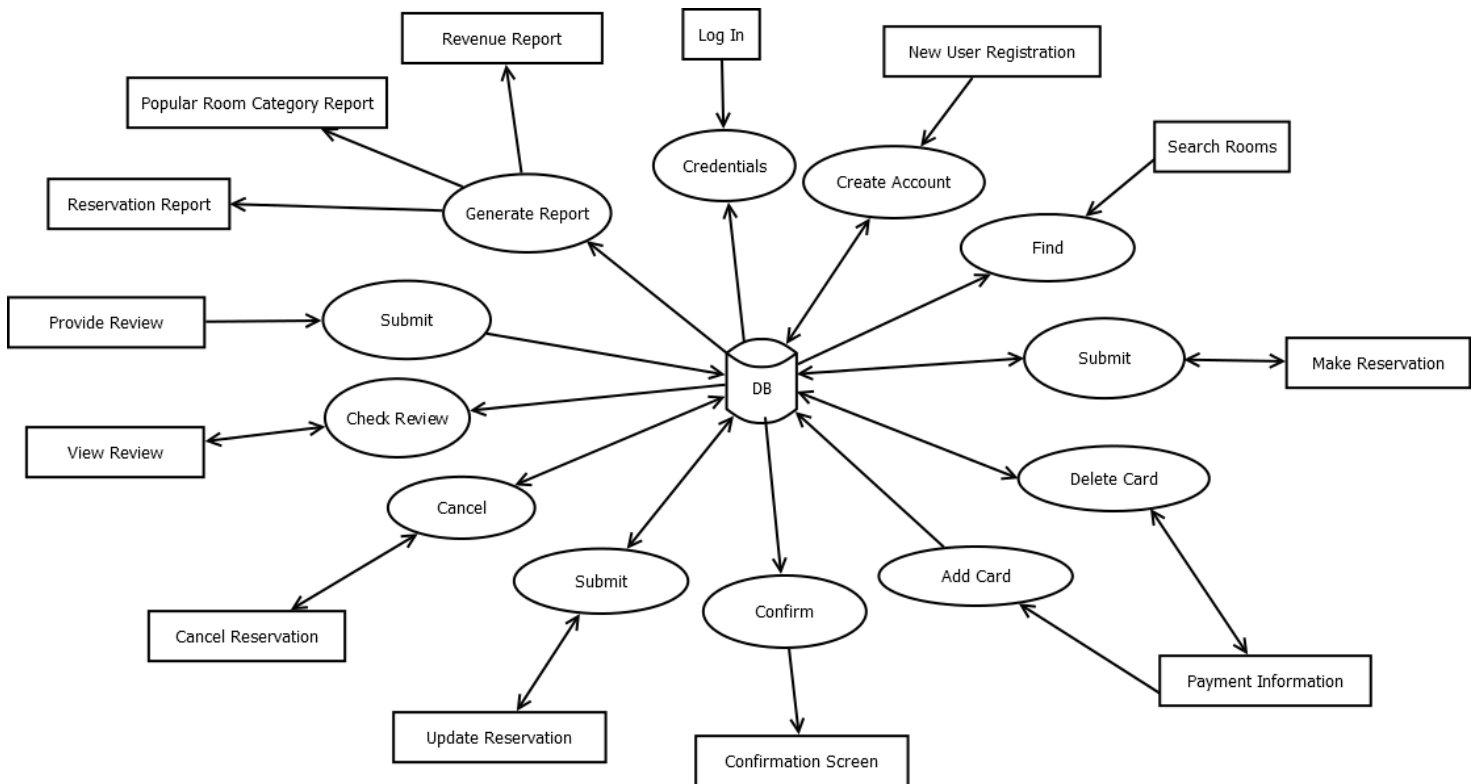 Log In
Revenue Report
New User Registration
Popular Room Category Report
Search Rooms
Credentials
Create Account
Reservation Report
Generate Report
Find
Provide Review
Submit
Submit
Make Reservation
DB
Check Review
View Review
Delete Card
Cancel
Submit
Add Card
Confirm
Cancel Reservation
Payment Information
Update Reservation
Confirmation Screen